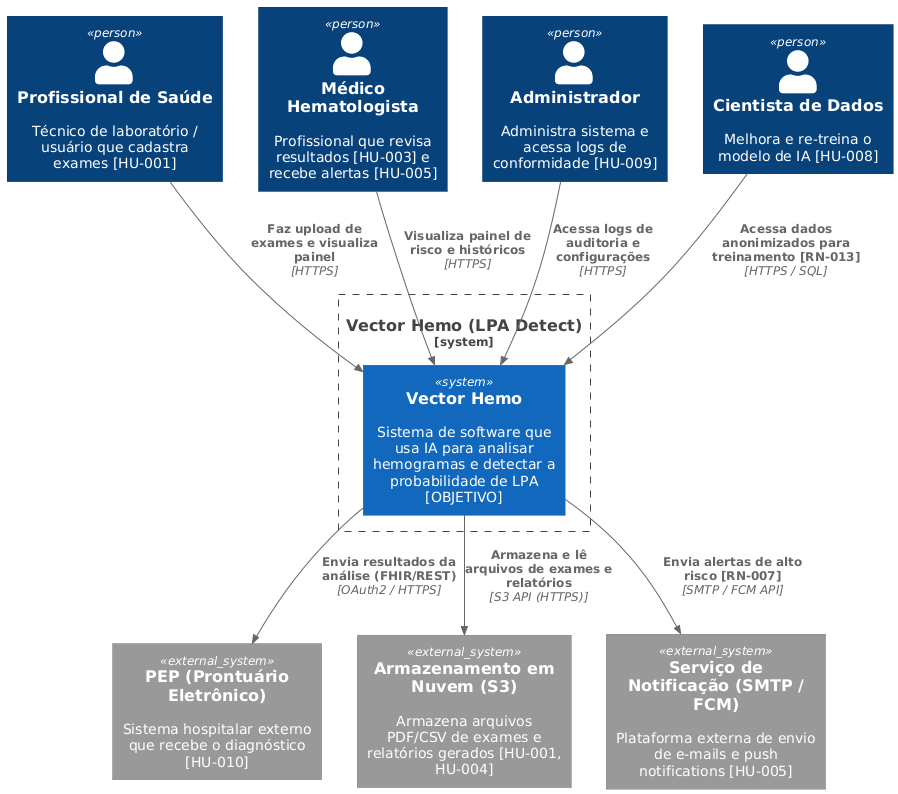 «person»
Profissional de Saúde
Técnico de laboratório /
usuário que cadastra
exames [HU-001]
«person»
Médico
Hematologista
Profissional que revisa
resultados [HU-003] e
recebe alertas [HU-005]
«person»
Administrador
Administra sistema e
acessa logs de
conformidade [HU-009]
«person»
Cientista de Dados
Melhora e re-treina o
modelo de IA [HU-008]
Faz upload de
exames e visualiza
painel
[HTTPS]
Visualiza painel de
risco e históricos
[HTTPS]
Acessa logs de
auditoria e
configurações
[HTTPS]
Acessa dados
anonimizados para
treinamento [RN-013]
[HTTPS / SQL]
Vector Hemo (LPA Detect)
[system]
«system»
Vector Hemo
Sistema de software que
usa IA para analisar
hemogramas e detectar a
probabilidade de LPA
[OBJETIVO]
Envia resultados da
análise (FHIR/REST)
[OAuth2 / HTTPS]
Armazena e lê
arquivos de exames e
relatórios
[S3 API (HTTPS)]
Envia alertas de alto
risco [RN-007]
[SMTP / FCM API]
«external_system»
PEP (Prontuário
Eletrônico)
Sistema hospitalar externo
que recebe o diagnóstico
[HU-010]
«external_system»
Armazenamento em
Nuvem (S3)
Armazena arquivos
PDF/CSV de exames e
relatórios gerados [HU-001,
HU-004]
«external_system»
Serviço de
Notificação (SMTP /
FCM)
Plataforma externa de envio
de e-mails e push
notifications [HU-005]